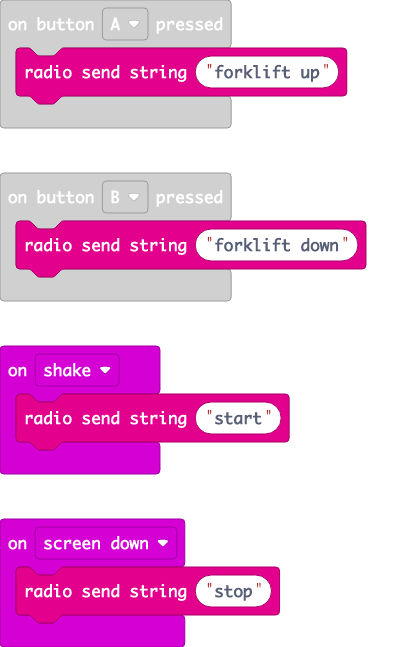 on button A pressed
radio send string "forklift up"
on button B pressed
radio send string "forklift down"
on shake
radio send string "start"
on screen down
radio send string "stop"